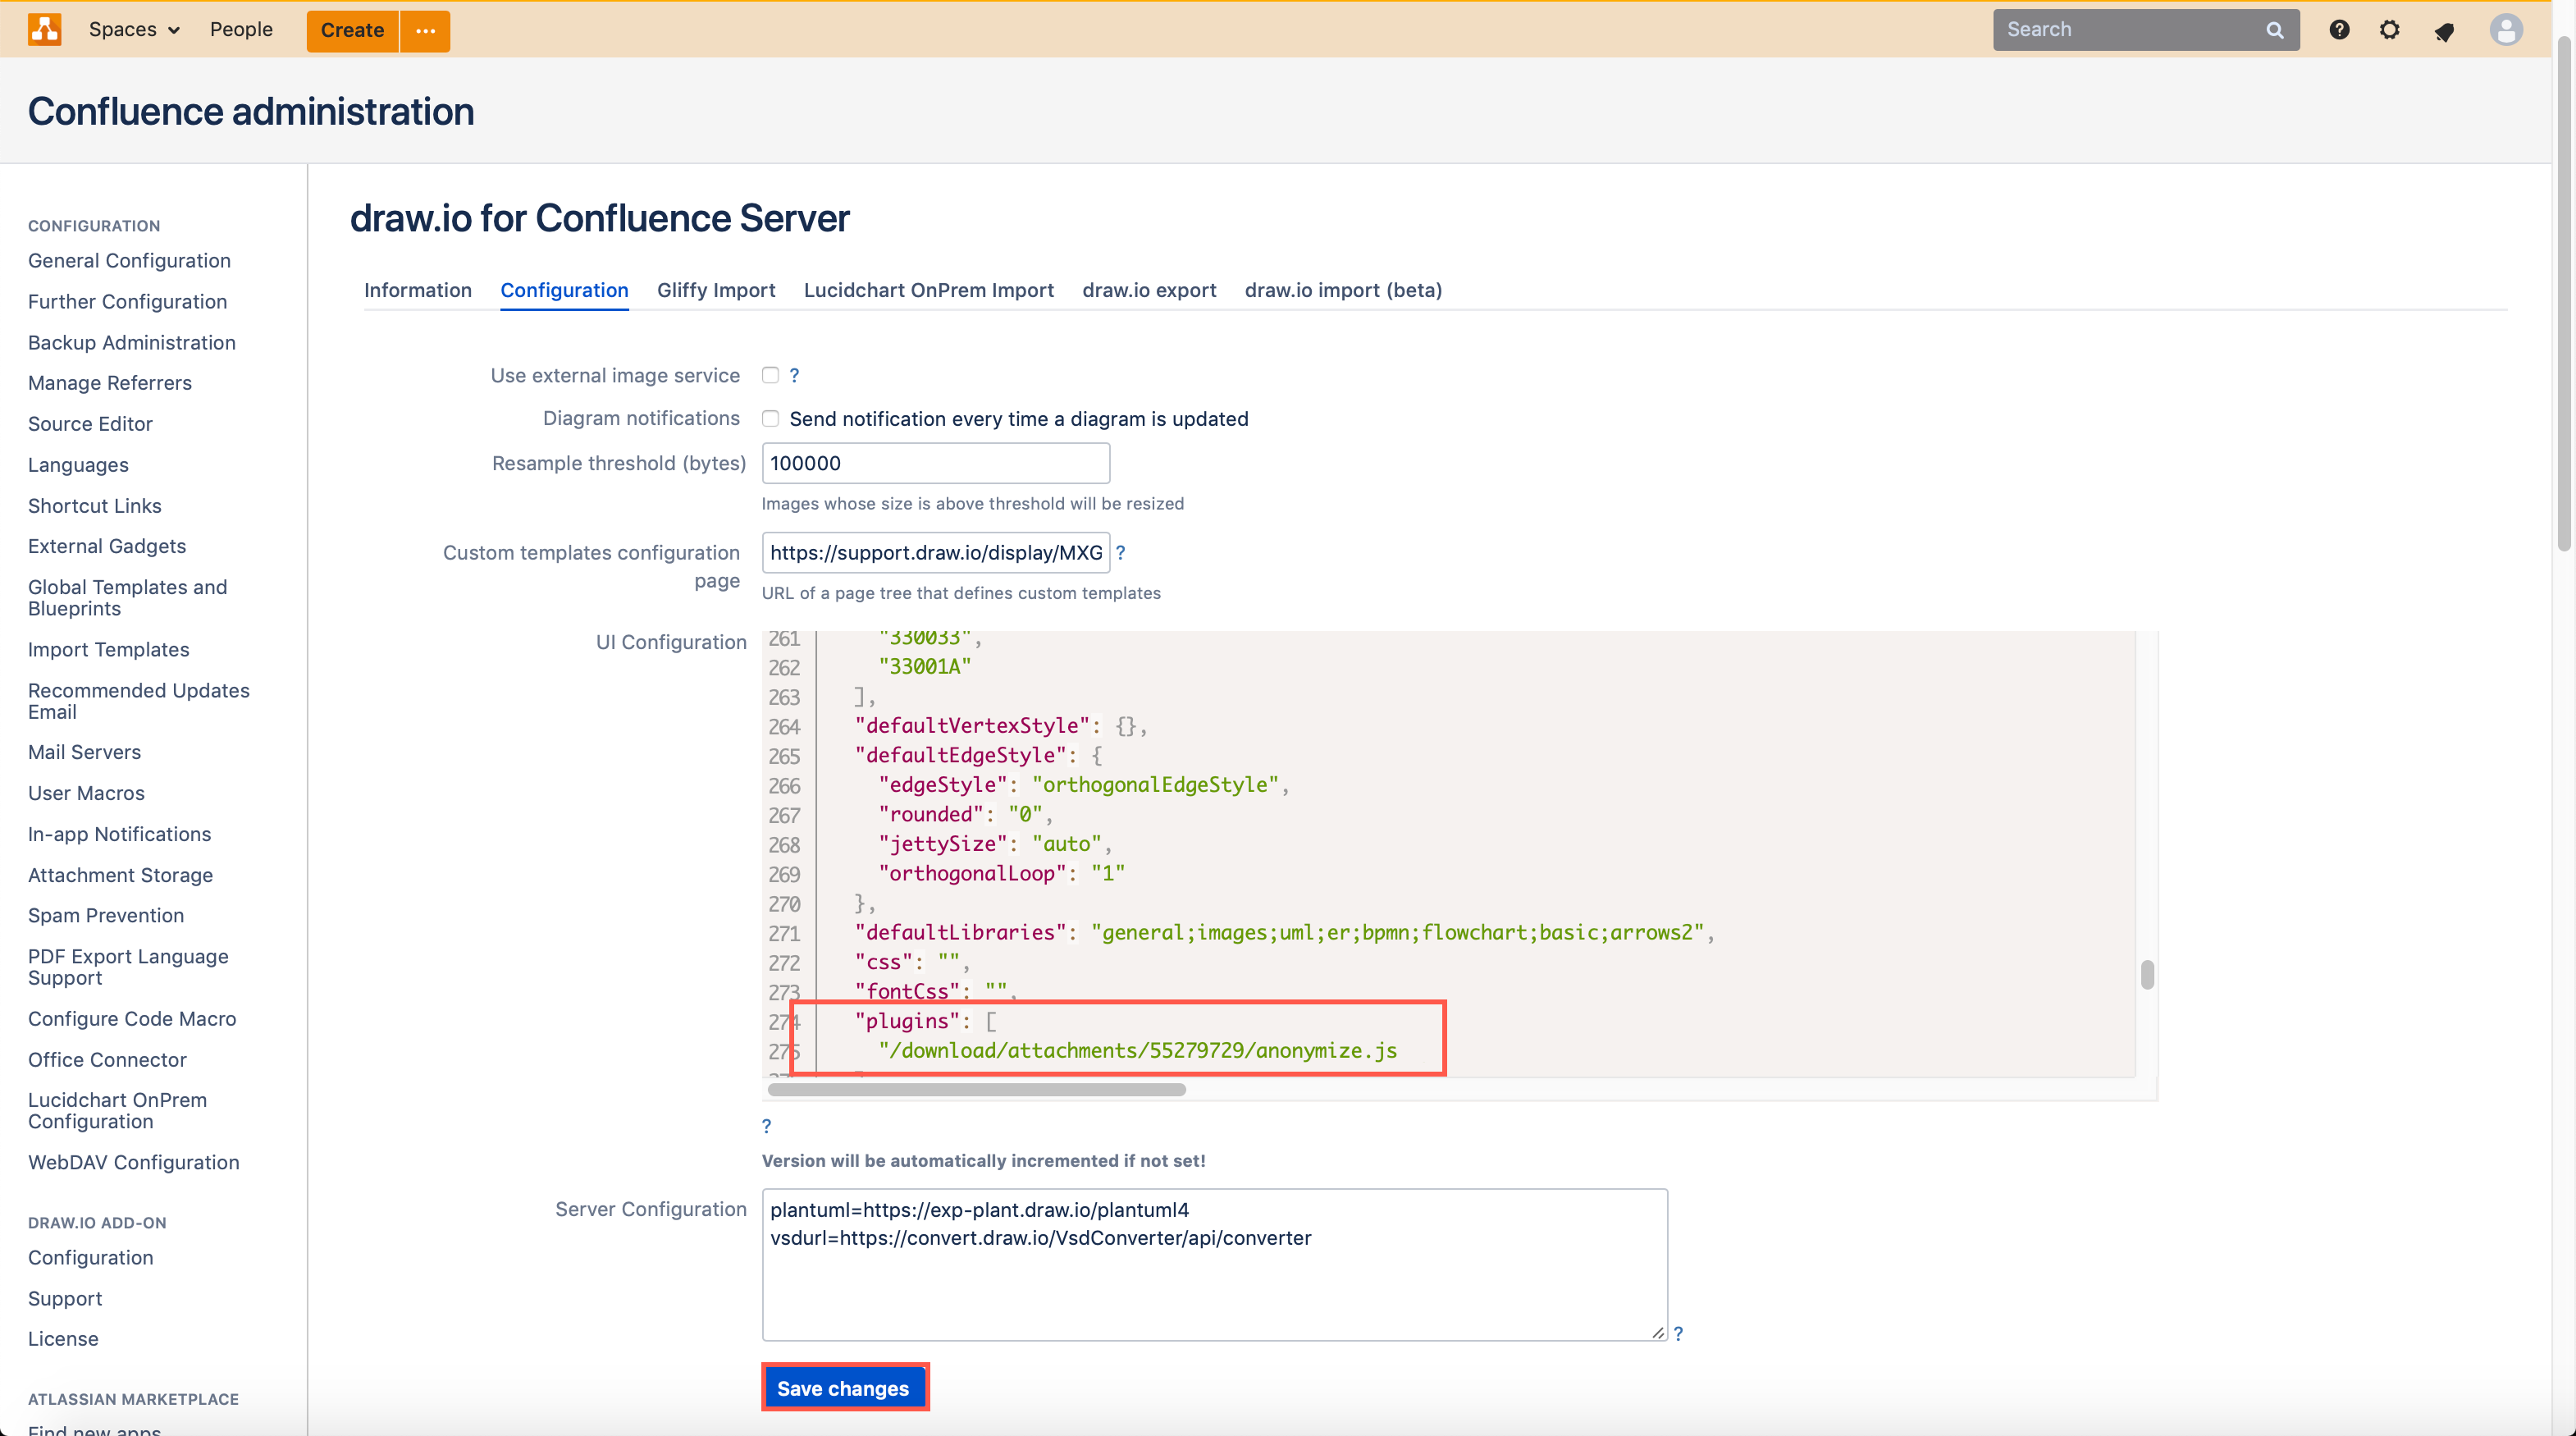 Spaces People Create ... Search
Confluence administration
CONFIGURATION
General Configuration
Further Configuration
Backup Administration
Manage Referrers
Source Editor
Languages
Shortcut Links
External Gadgets
Global Templates and
Blueprints
Import Templates
Recommended Updates
Email
Mail Servers
User Macros
In-app Notifications
Attachment Storage
Spam Prevention
PDF Export Language
Support
Configure Code Macro
Office Connector
Lucidchart OnPrem
Configuration
WebDAV Configuration
DRAW.IO ADD-ON
Configuration
Support
License
ATLASSIAN MARKETPLACE
Find new apps
draw.io for Confluence Server
Information Configuration Gliffy Import Lucidchart OnPrem Import draw.io export draw.io import (beta)
Use external image service ?
Diagram notifications Send notification every time a diagram is updated
Resample threshold (bytes) 100000
Images whose size is above threshold will be resized
Custom templates configuration
page
https://support.draw.io/display/MXG ?
URL of a page tree that defines custom templates
UI Configuration
261 "330033",
262 "33001A"
263 ],
264 "defaultVertexStyle": {},
265 "defaultEdgeStyle": {
266 "edgeStyle": "orthogonalEdgeStyle",
267 "rounded": "0",
268 "jettySize": "auto",
269 "orthogonalLoop": "1"
270 },
271 "defaultLibraries": "general;images;uml;er;bpmn;flowchart;basic;arrows2",
272 "css": "",
273 "fontCss": "",
274 "plugins": [
275 "/download/attachments/55279729/anonymize.js
?
Version will be automatically incremented if not set!
Server Configuration
plantuml=https://exp-plant.draw.io/plantuml4
vsdurl=https://convert.draw.io/VsdConverter/api/converter
?
Save changes